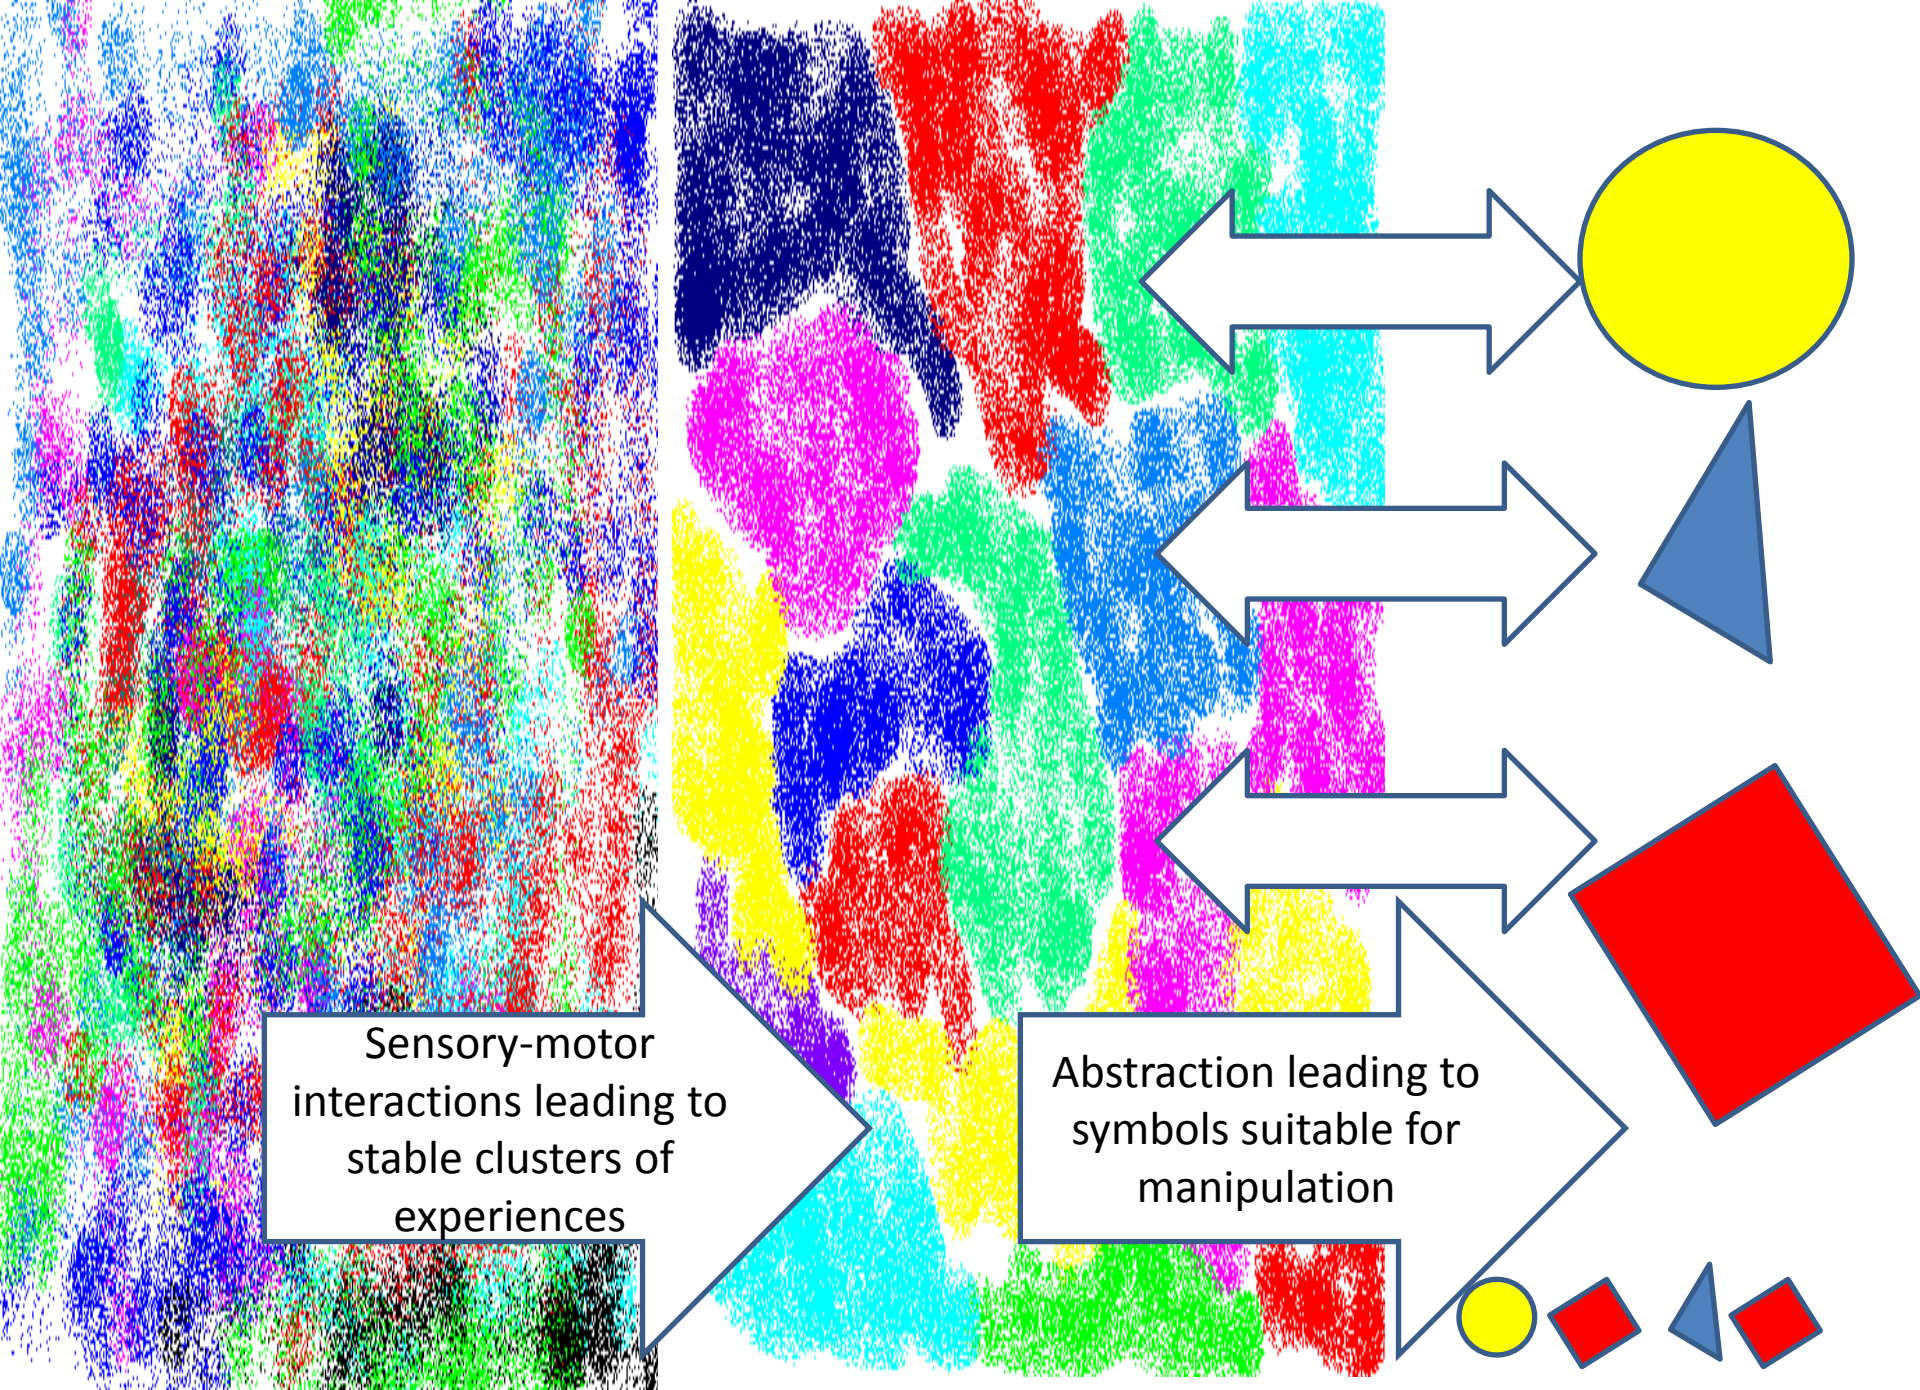 Sensory-motor
interactions leading to
stable clusters of
experiences
Abstraction leading to
symbols suitable for
manipulation